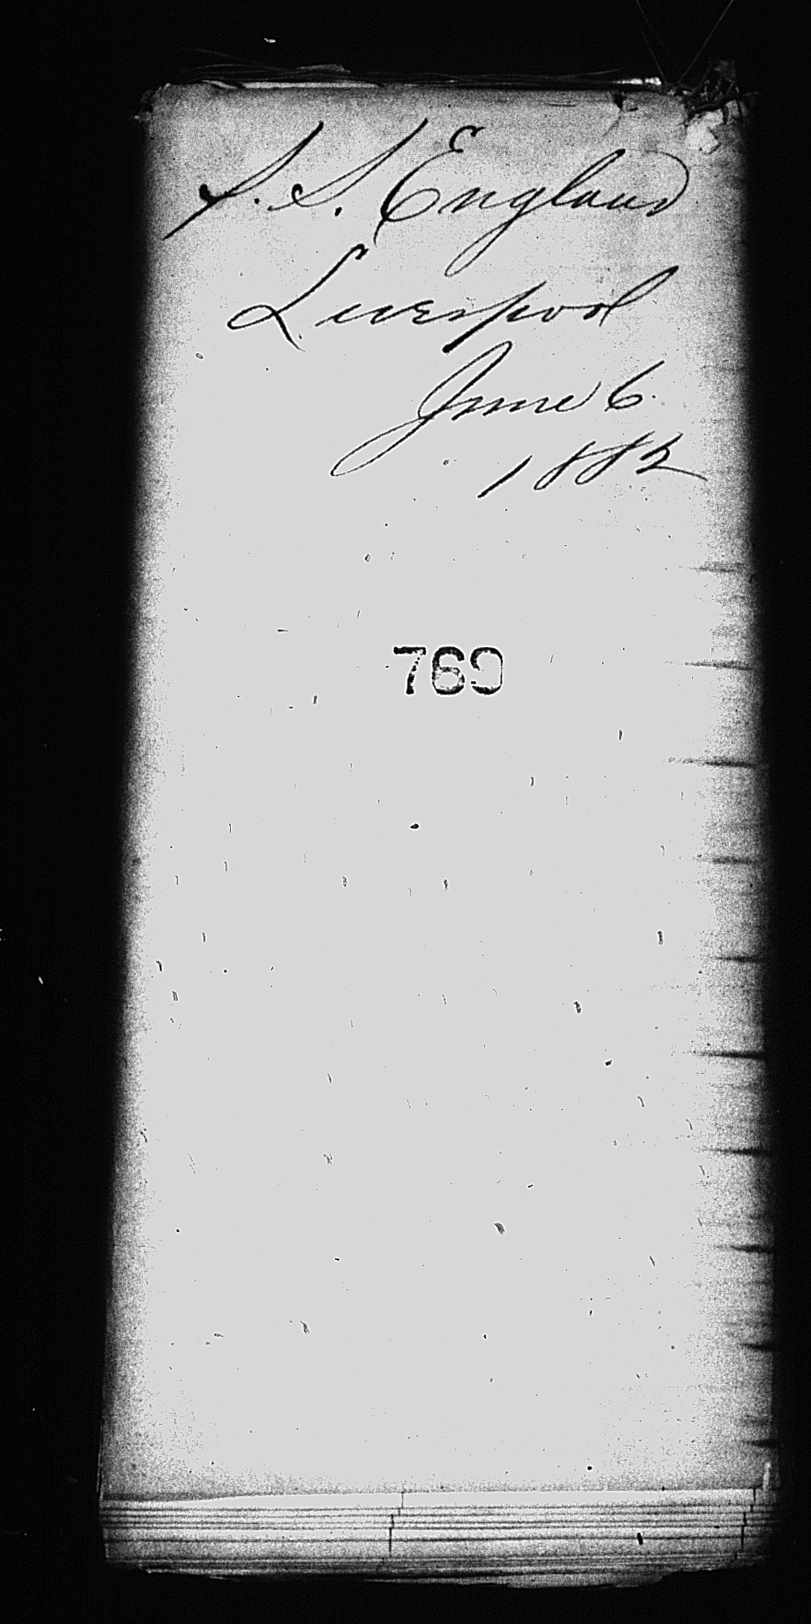 S. S. England
Liverpool
June 6.
1882
769